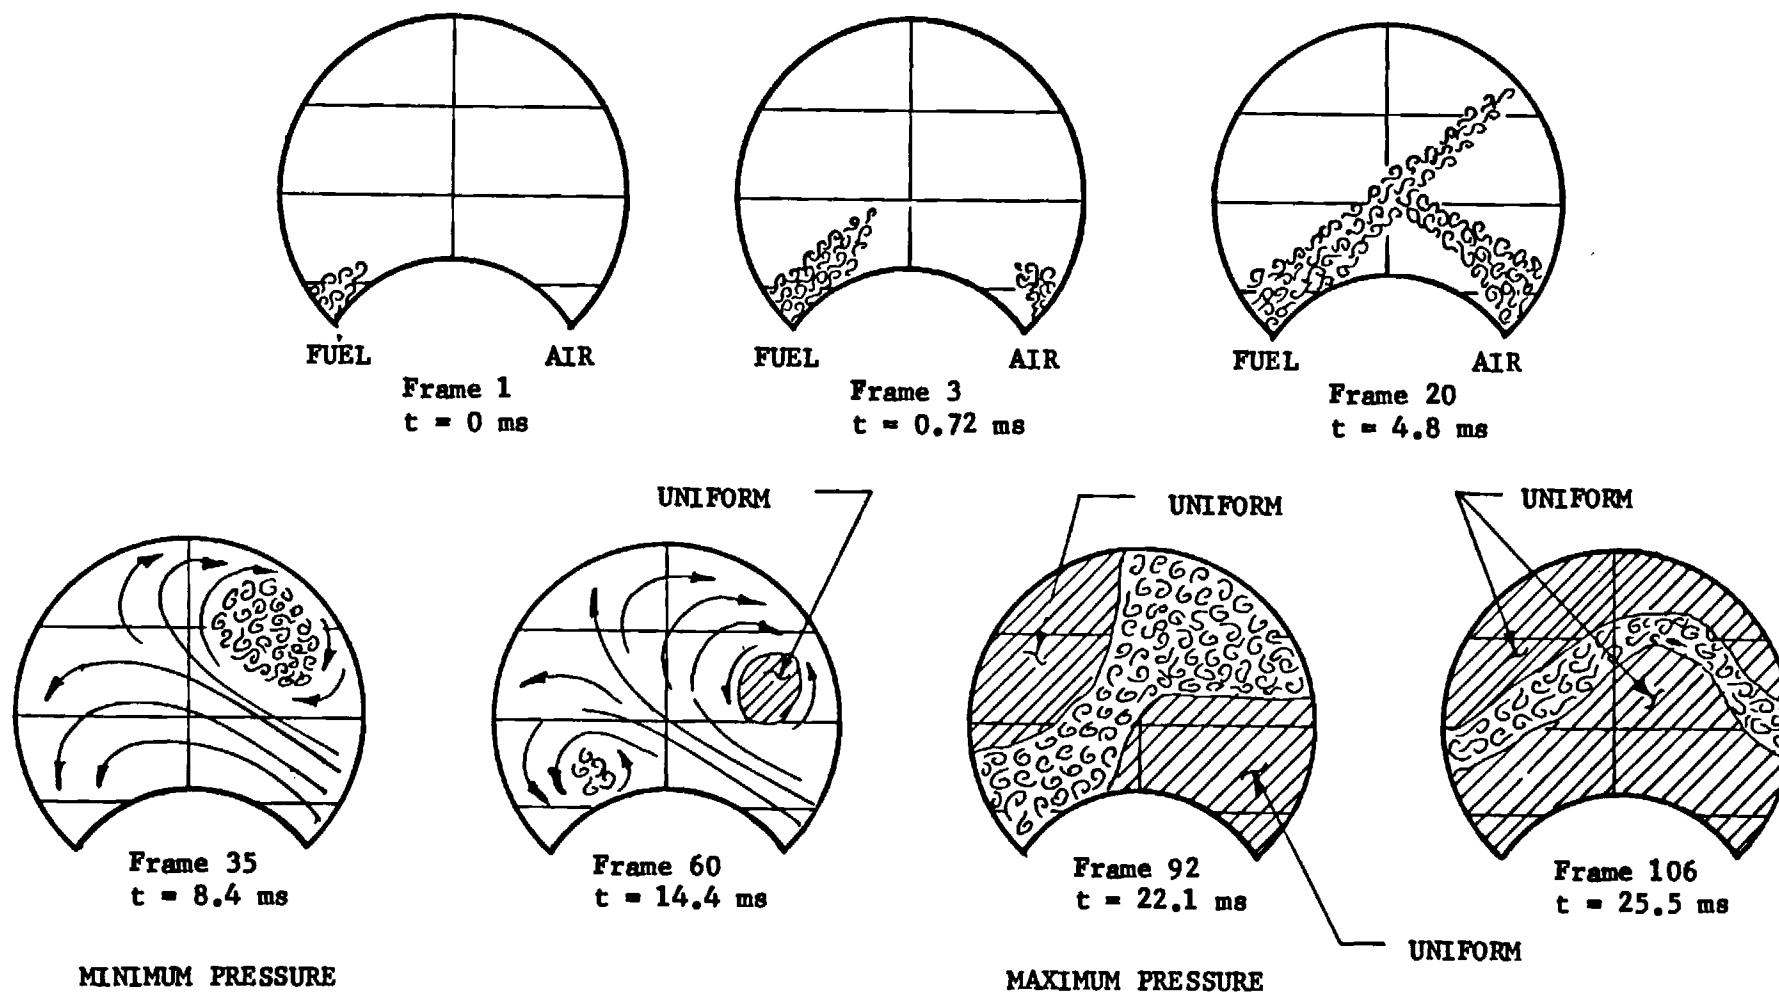 FUEL AIR
Frame 1
t = 0 ms
FUEL AIR
Frame 3
t = 0.72 ms
FUEL AIR
Frame 20
t = 4.8 ms
UNIFORM
UNIFORM
UNIFORM
Frame 35
t = 8.4 ms
MINIMUM PRESSURE
Frame 60
t = 14.4 ms
Frame 92
t = 22.1 ms
UNIFORM
MAXIMUM PRESSURE
Frame 106
t = 25.5 ms